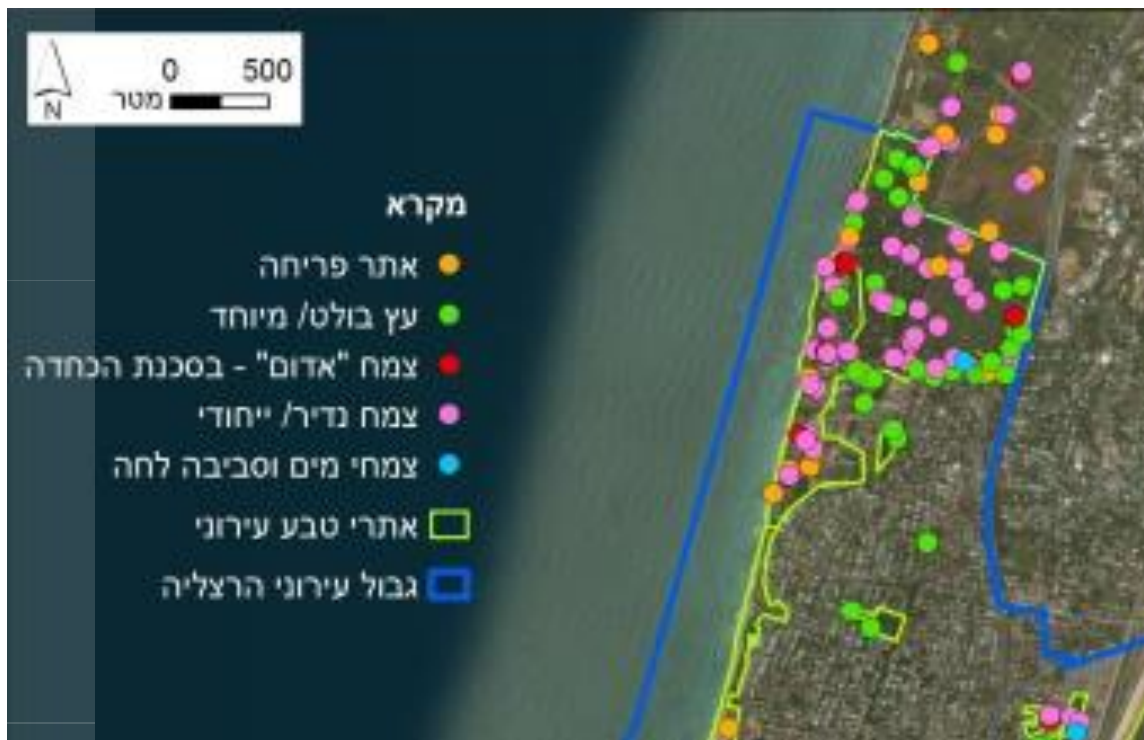 0 500
מטר
N
מקרא
אתר פריחה
עץ בולט/ מיוחד
צמח "אדום" - בסכנת הכחדה
צמח נדיר/ ייחודי
צמחי מים וסביבה לחה
אתרי טבע עירוני
גבול עירוני הרצליה